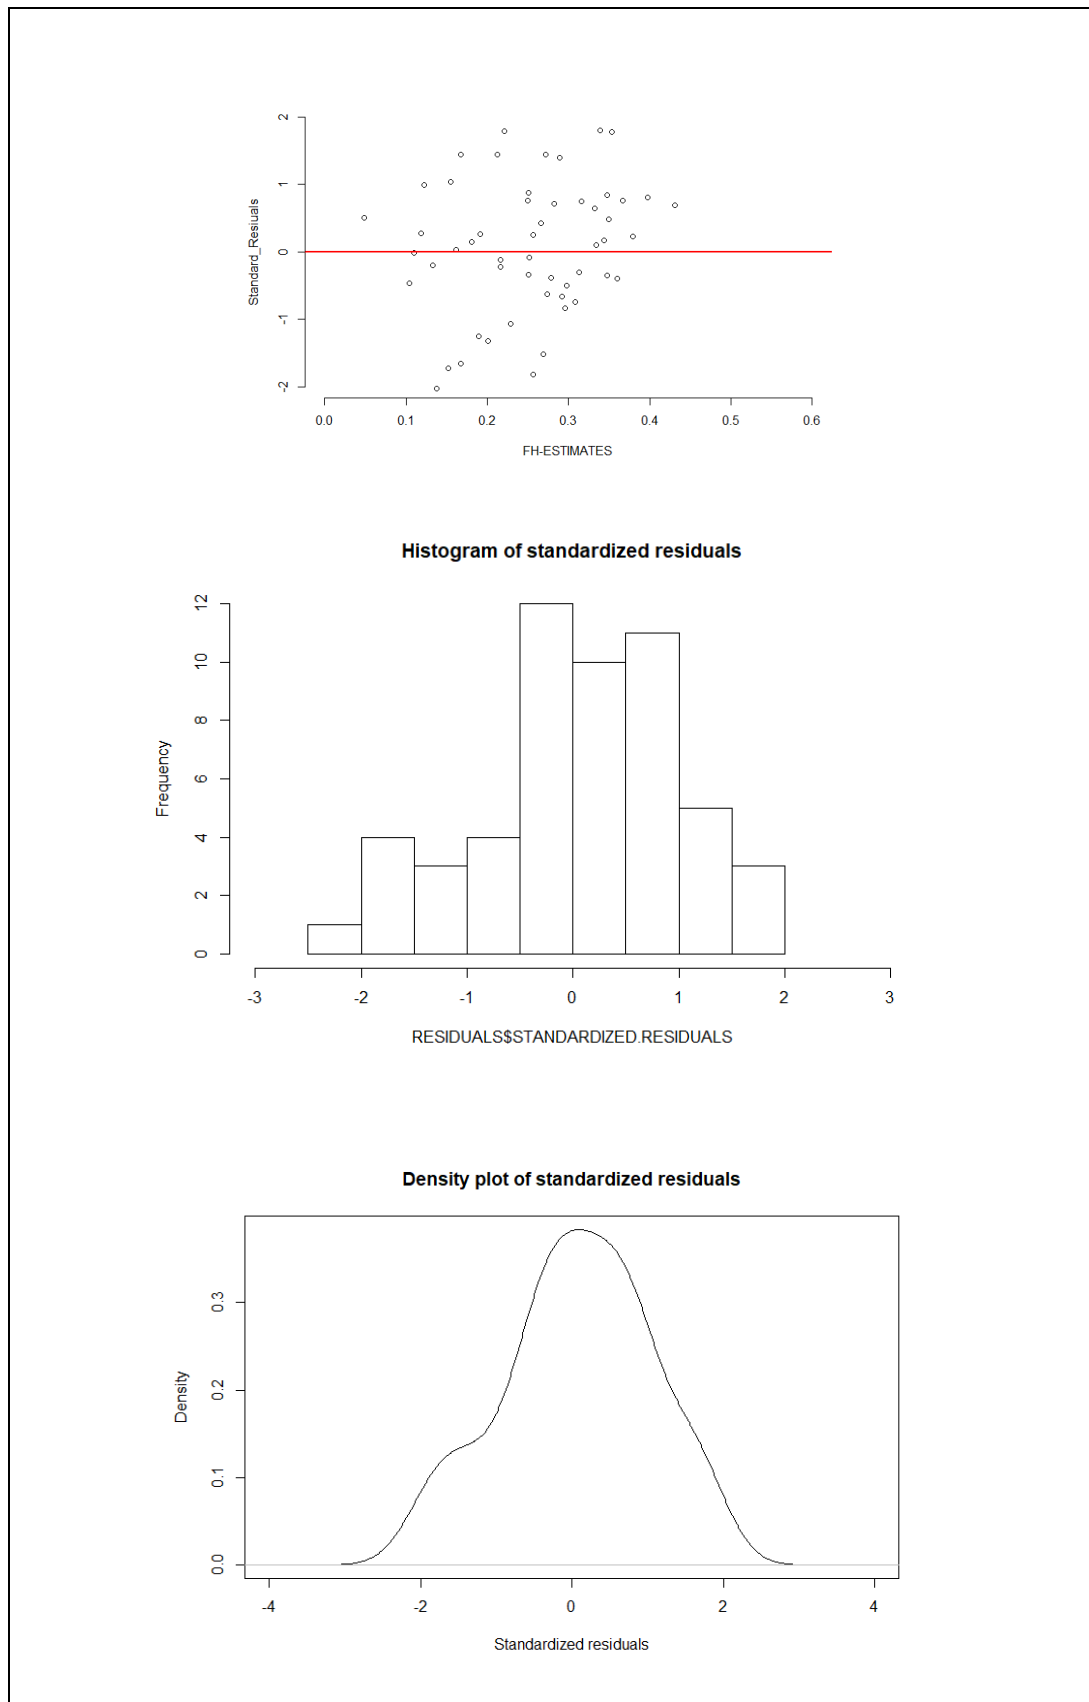 2
1
0
-1
-2
Standard_Resiuals
0.0 0.1 0.2 0.3 0.4 0.5 0.6
FH-ESTIMATES
Histogram of standardized residuals
12
10
8
6
4
2
0
Frequency
-3 -2 -1 0 1 2 3
RESIDUALS$STANDARDIZED.RESIDUALS
Density plot of standardized residuals
0.3
0.2
0.1
0.0
Density
-4 -2 0 2 4
Standardized residuals